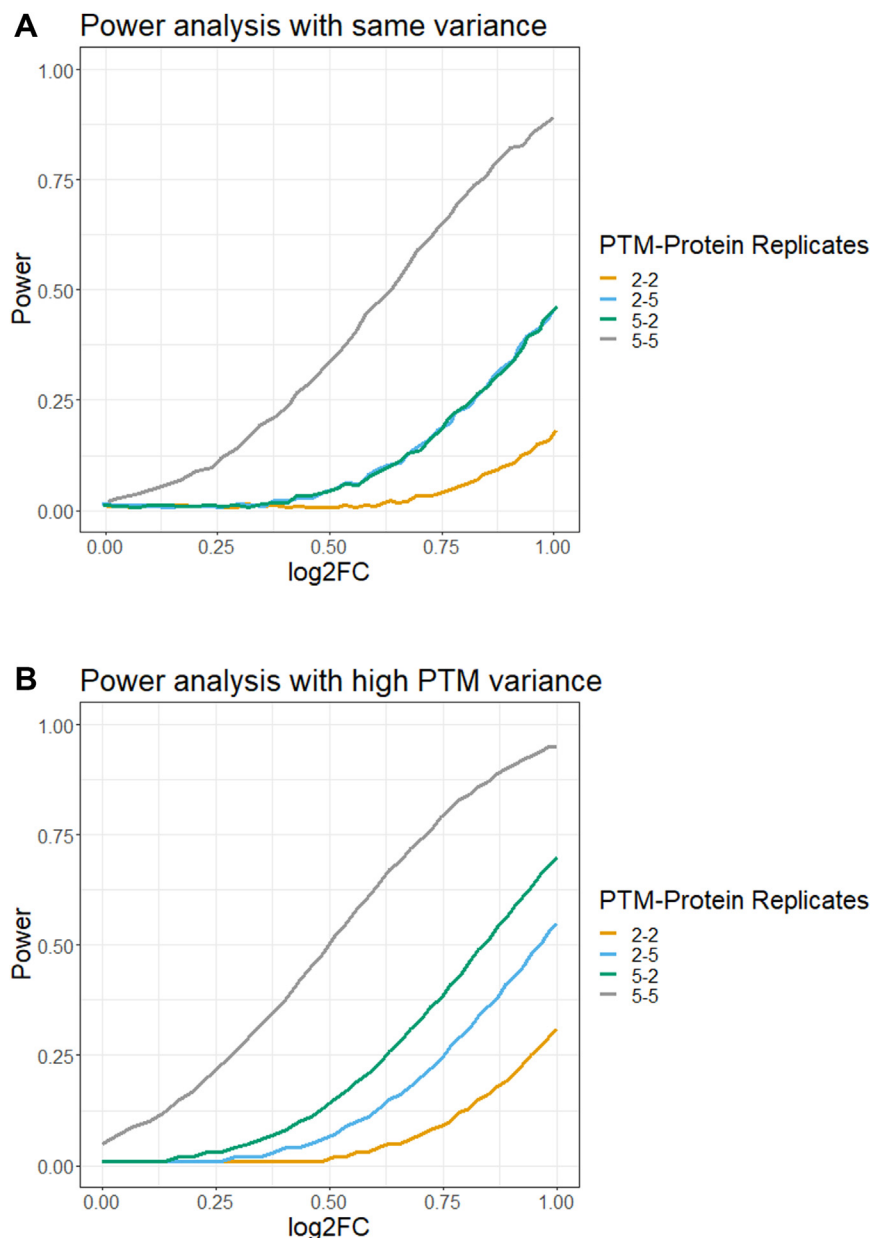 A
Power analysis with same variance
1.00
0.75
0.50
0.25
0.00
Power
0.00 0.25 0.50 0.75 1.00
log2FC
PTM-Protein Replicates
2-2
2-5
5-2
5-5
B
Power analysis with high PTM variance
1.00
0.75
0.50
0.25
0.00
Power
0.00 0.25 0.50 0.75 1.00
log2FC
PTM-Protein Replicates
2-2
2-5
5-2
5-5